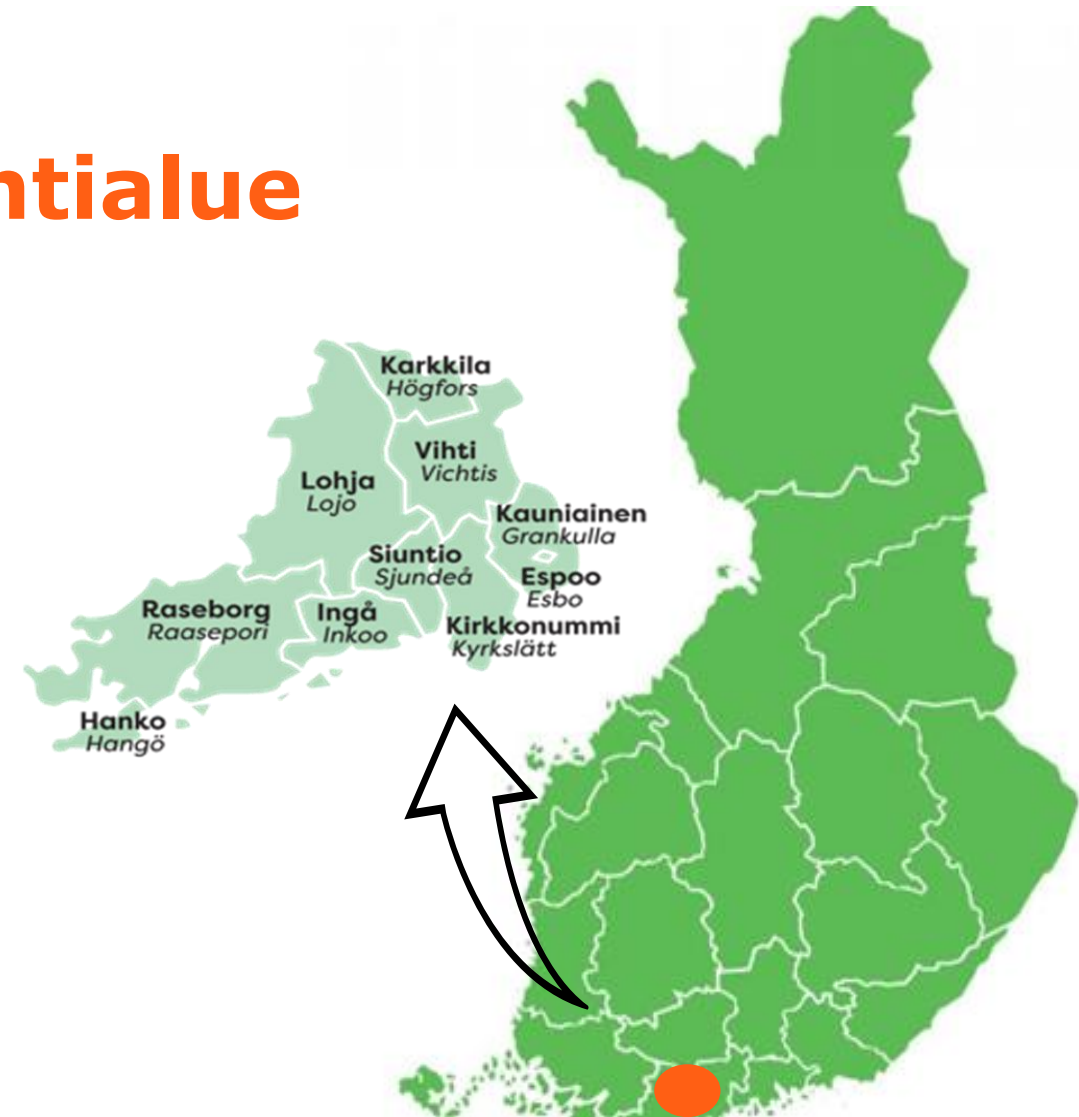 ntialue
Karkkila
Högfors
Vihti
Vichtis
Lohja
Lojo
Kauniainen
Grankulla
Siuntio
Sjundeå
Espoo
Esbo
Raseborg
Raasepori
Ingå
Inkoo
Kirkkonummi
Kyrkslätt
Hanko
Hangö